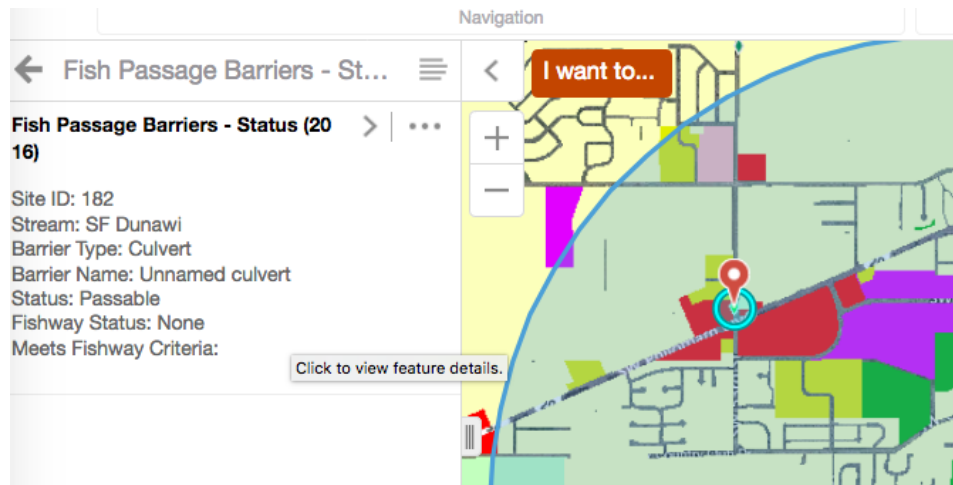 Navigation
Fish Passage Barriers - St...
I want to...
Fish Passage Barriers - Status (20
16)
Site ID: 182
Stream: SF Dunawi
Barrier Type: Culvert
Barrier Name: Unnamed culvert
Status: Passable
Fishway Status: None
Meets Fishway Criteria:
Click to view feature details.